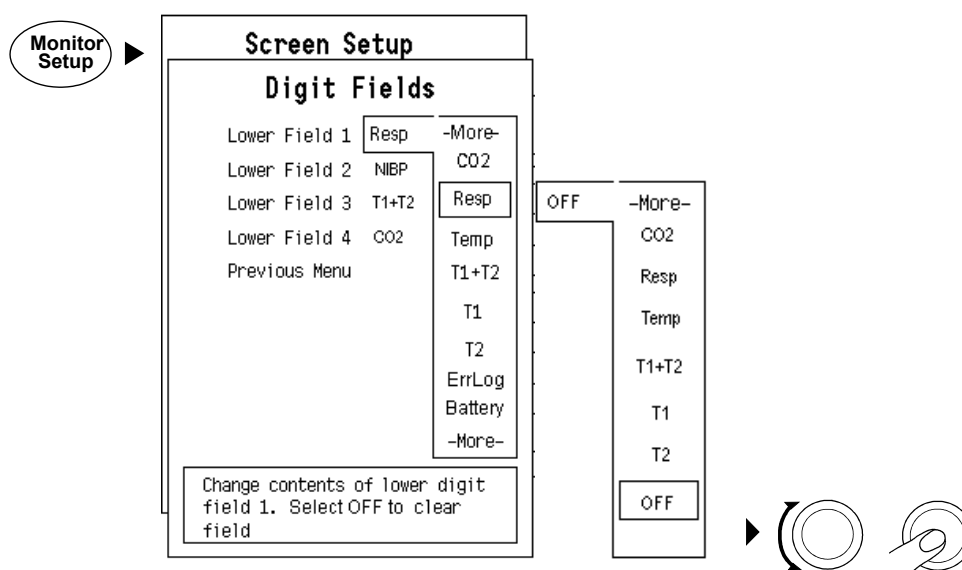 Monitor
Setup
Screen Setup
Digit Fields
Lower Field 1 Resp
Lower Field 2 NIBP
Lower Field 3 T1+T2
Lower Field 4 CO2
Previous Menu
-More-
CO2
Resp
Temp
T1+T2
T1
T2
ErrLog
Battery
-More-
Change contents of lower digit
field 1. Select OFF to clear
field
OFF
-More-
CO2
Resp
Temp
T1+T2
T1
T2
OFF